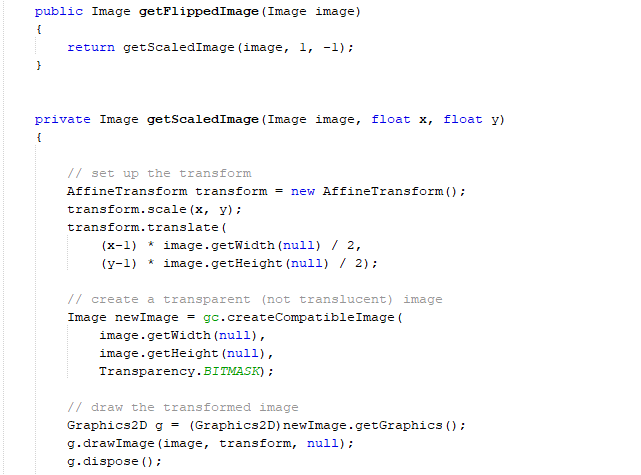 public Image getFlippedImage(Image image)
{
return getScaledImage(image, 1, -1);
}
private Image getScaledImage(Image image, float x, float y)
{
// set up the transform
AffineTransform transform = new AffineTransform();
transform.scale(x, y);
transform.translate(
(x-1) * image.getWidth(null) / 2,
(y-1) * image.getHeight(null) / 2);
// create a transparent (not translucent) image
Image newImage = gc.createCompatibleImage(
image.getWidth(null),
image.getHeight(null),
Transparency.BITMASK);
// draw the transformed image
Graphics2D g = (Graphics2D)newImage.getGraphics();
g.drawImage(image, transform, null);
g.dispose();